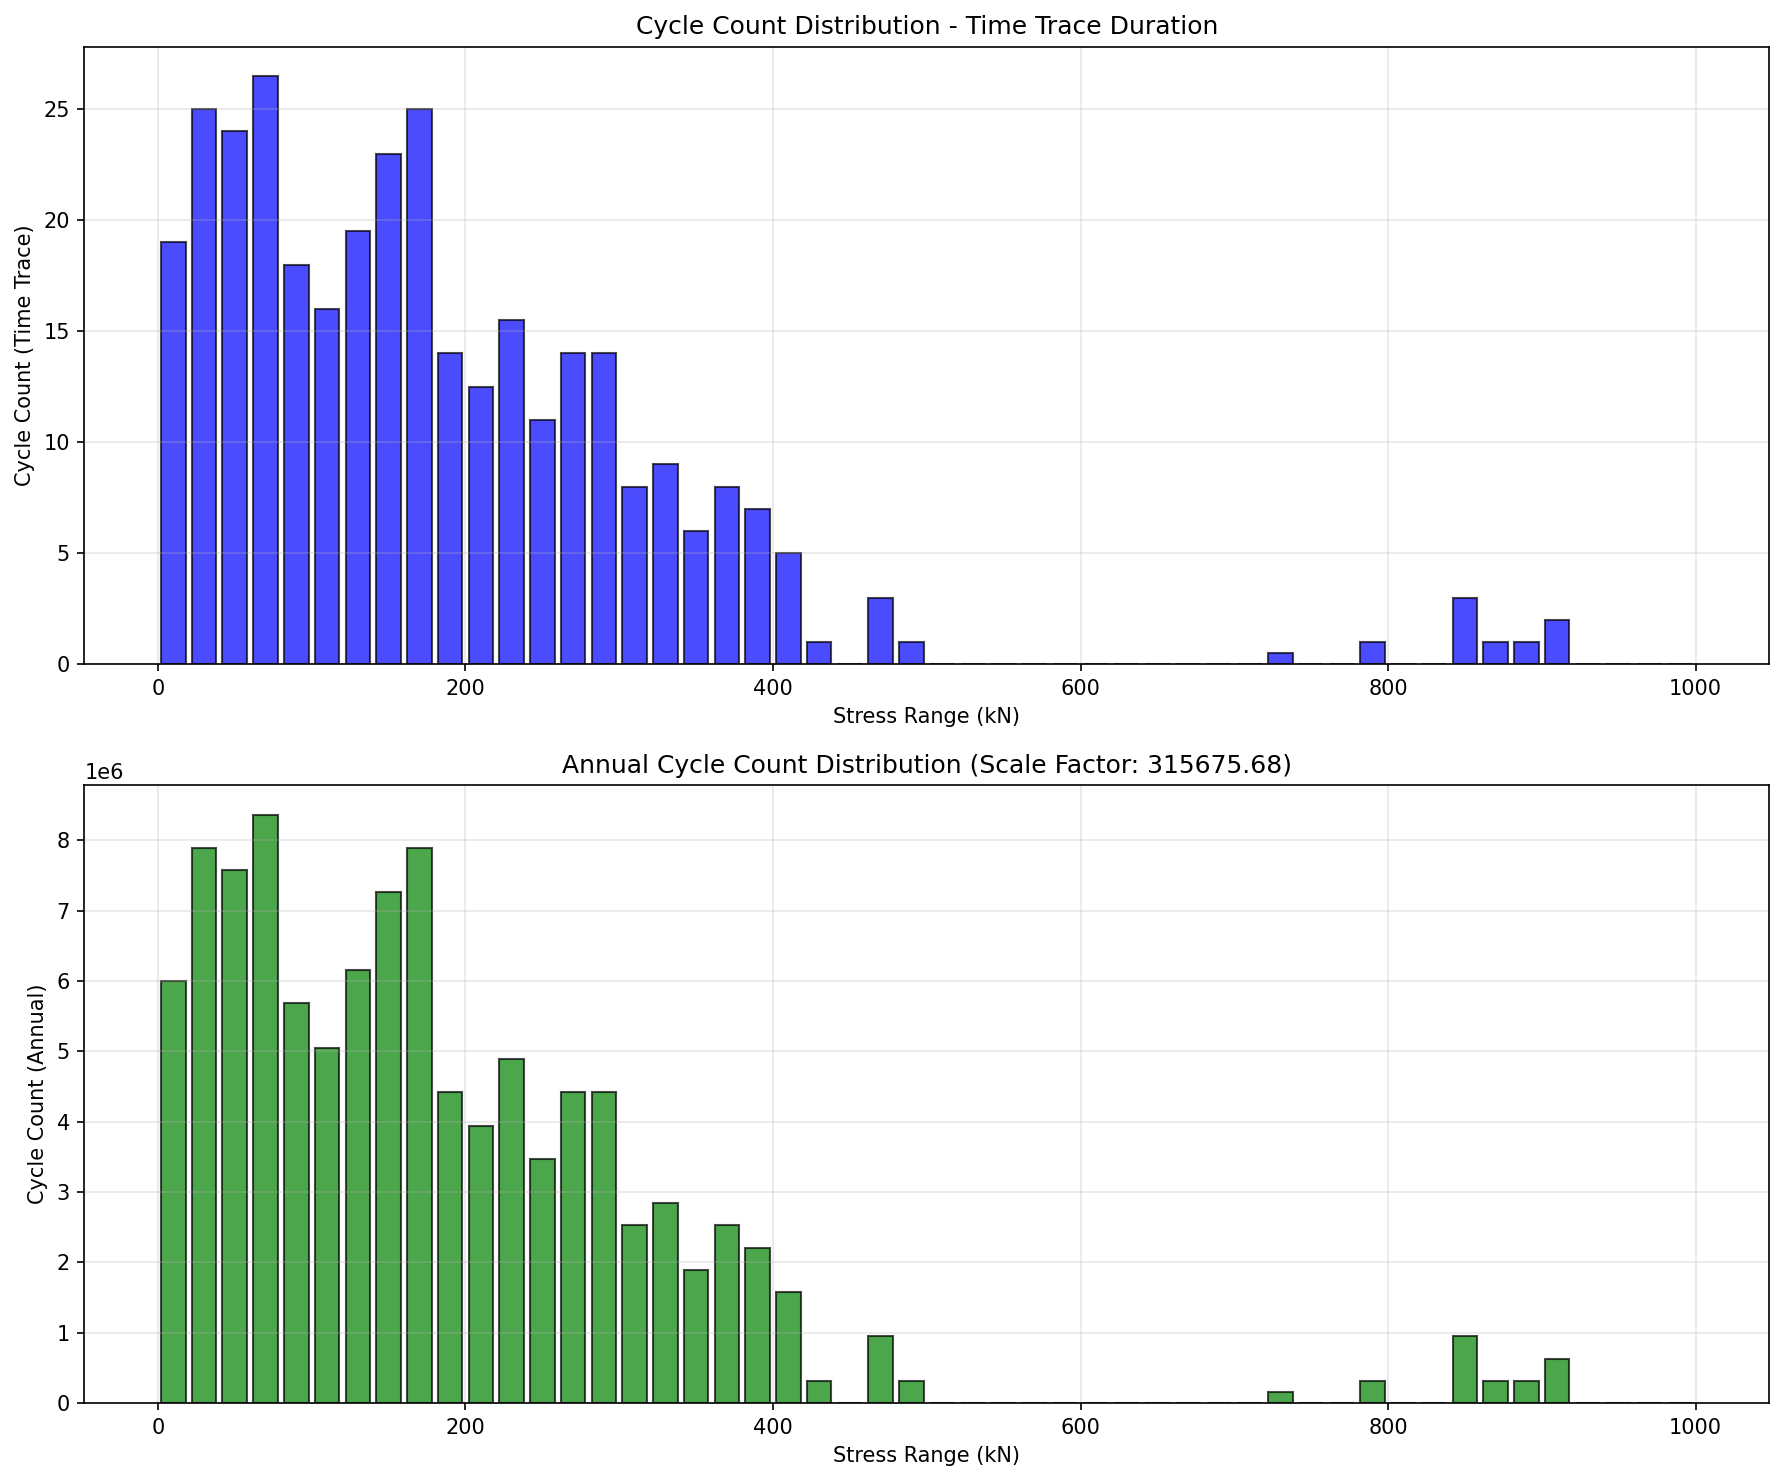 Cycle Count Distribution - Time Trace Duration
Cycle Count (Time Trace)
25
20
15
10
5
0
0 200 400 600 800 1000
Stress Range (kN)
Annual Cycle Count Distribution (Scale Factor: 315675.68)
1e6
Cycle Count (Annual)
8
7
6
5
4
3
2
1
0
0 200 400 600 800 1000
Stress Range (kN)